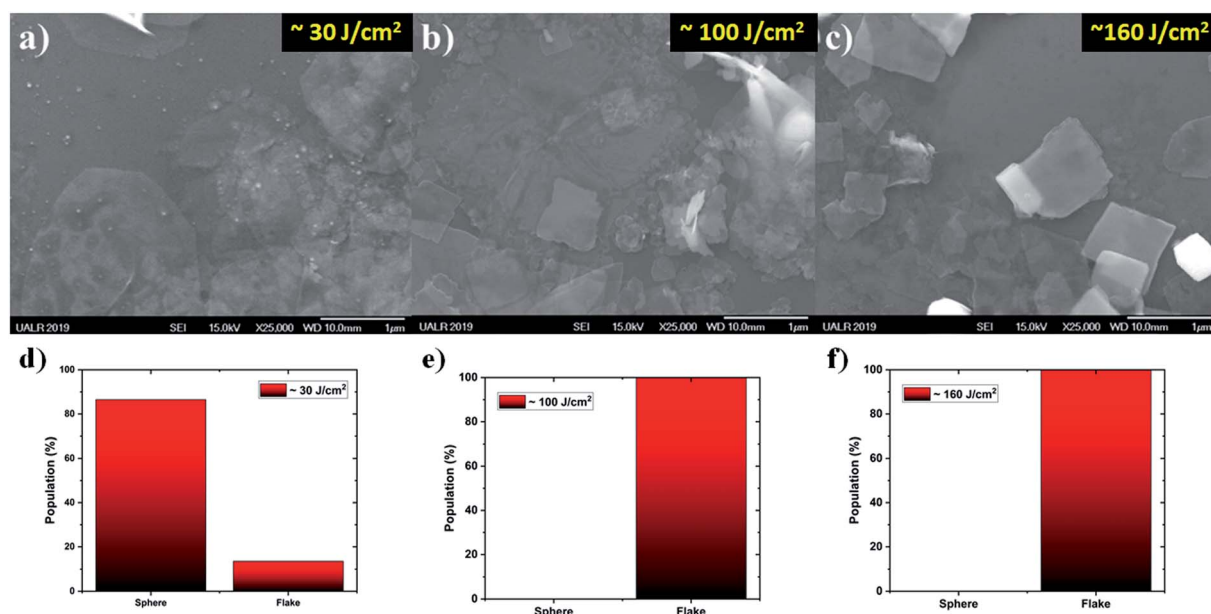 a)
~ 30 J/cm²
b)
~ 100 J/cm²
c)
~160 J/cm²
UALR 2019 SEI 15.0kV X25,000 WD 10.0mm 1µm
UALR 2019 SEI 15.0kV X25,000 WD 10.0mm 1µm
UALR 2019 SEI 15.0kV X25,000 WD 10.0mm 1µm
d)
Population (%)
100
80
60
40
20
0
~ 30 J/cm²
Sphere Flake
e)
Population (%)
100
80
60
40
20
0
~ 100 J/cm²
Sphere Flake
f)
Population (%)
100
80
60
40
20
0
~ 160 J/cm²
Sphere Flake